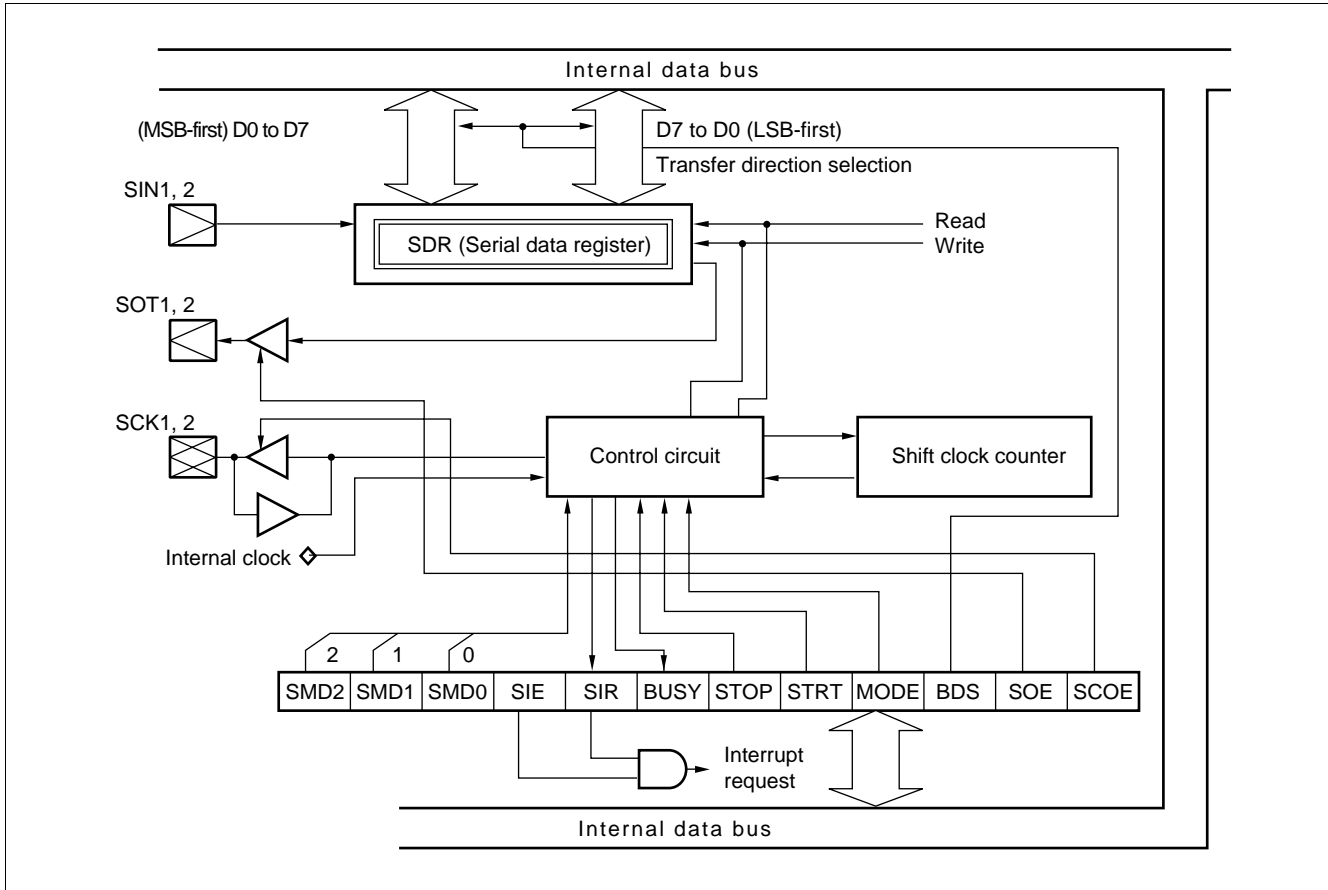 Internal data bus
(MSB-first) D0 to D7
D7 to D0 (LSB-first)
Transfer direction selection
SIN1, 2
SDR (Serial data register)
Read
Write
SOT1, 2
SCK1, 2
Control circuit
Shift clock counter
Internal clock
2 1 0
SMD2 SMD1 SMD0 SIE SIR BUSY STOP STRT MODE BDS SOE SCOE
Interrupt
request
Internal data bus